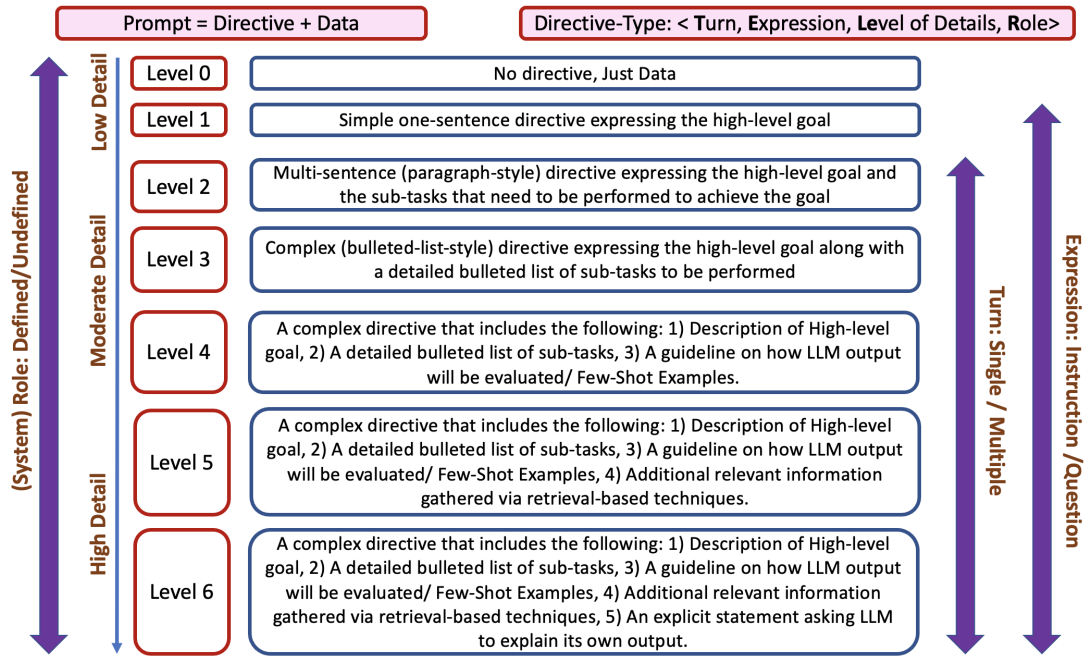 Prompt = Directive + Data
Directive-Type: < Turn, Expression, Level of Details, Role>
(System) Role: Defined/Undefined
Low Detail
Moderate Detail
High Detail
Level 0
No directive, Just Data
Level 1
Simple one-sentence directive expressing the high-level goal
Level 2
Multi-sentence (paragraph-style) directive expressing the high-level goal and
the sub-tasks that need to be performed to achieve the goal
Level 3
Complex (bulleted-list-style) directive expressing the high-level goal along with
a detailed bulleted list of sub-tasks to be performed
Level 4
A complex directive that includes the following: 1) Description of High-level
goal, 2) A detailed bulleted list of sub-tasks, 3) A guideline on how LLM output
will be evaluated/ Few-Shot Examples.
Level 5
A complex directive that includes the following: 1) Description of High-level
goal, 2) A detailed bulleted list of sub-tasks, 3) A guideline on how LLM output
will be evaluated/ Few-Shot Examples, 4) Additional relevant information
gathered via retrieval-based techniques.
Level 6
A complex directive that includes the following: 1) Description of High-level
goal, 2) A detailed bulleted list of sub-tasks, 3) A guideline on how LLM output
will be evaluated/ Few-Shot Examples, 4) Additional relevant information
gathered via retrieval-based techniques, 5) An explicit statement asking LLM
to explain its own output.
Turn: Single / Multiple
Expression: Instruction /Question